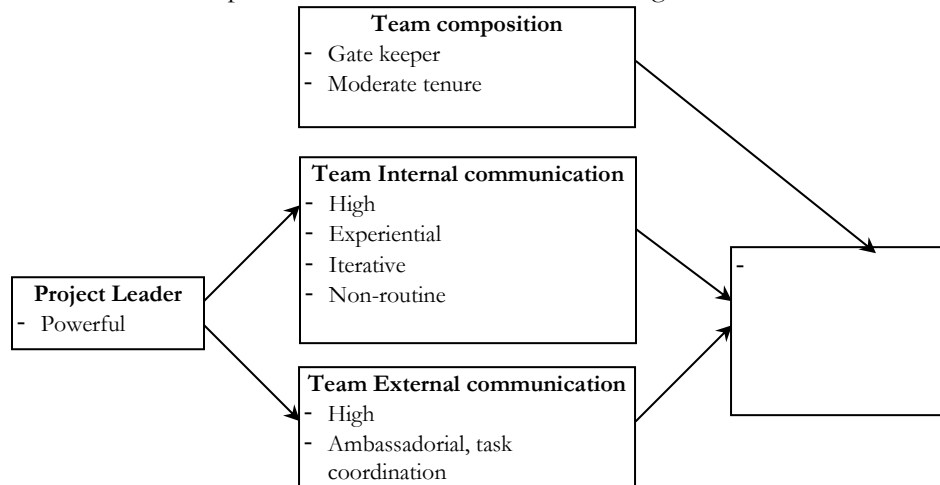 Team composition
- Gate keeper
- Moderate tenure
Team Internal communication
- High
- Experiential
- Iterative
- Non-routine
Project Leader
- Powerful
-
Team External communication
- High
- Ambassadorial, task
coordination